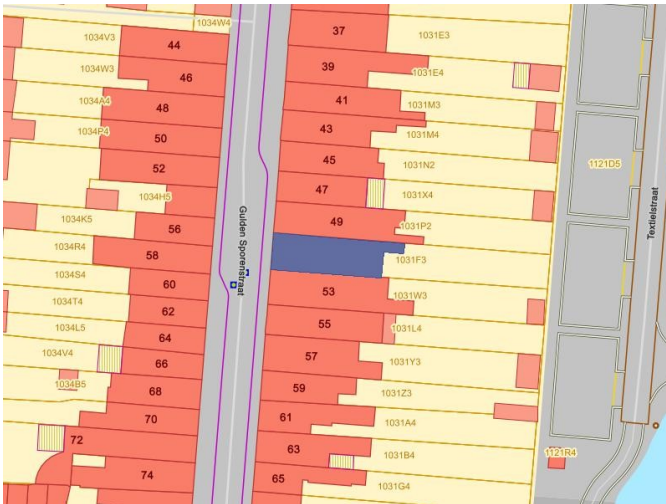 1034W4
1034V3
44
37
1031E3
1034W3
46
39
1031E4
1034A4
48
41
1031M3
1034P4
50
43
1031M4
52
45
1031N2
1121D5
1034H5
47
1031X4
1034K5
56
Gulden Sporenstraat
49
1031P2
Textielstraat
1034R4
58
1031F3
1034S4
60
53
1031W3
1034T4
62
1034L5
64
55
1031L4
1034V4
66
57
1031Y3
1034B5
68
59
1031Z3
70
61
1031A4
72
63
1031B4
1121R4
74
65
1031G4